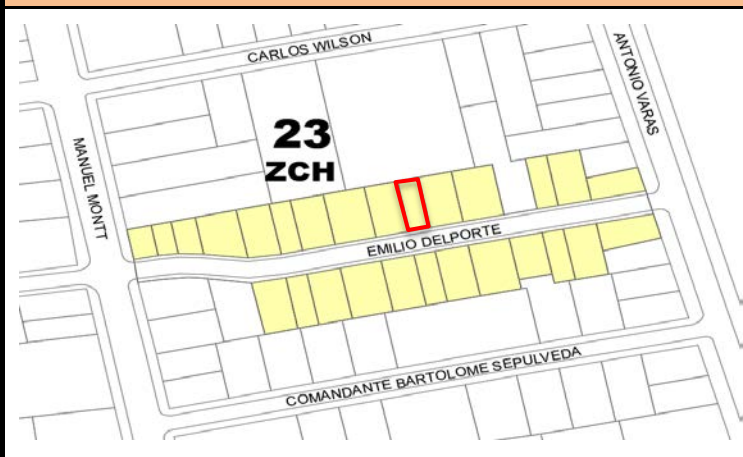 CARLOS WILSON
ANTONIO VARAS
23
ZCH
MANUEL MONTT
EMILIO DELPORTE
COMANDANTE BARTOLOME SEPULVEDA